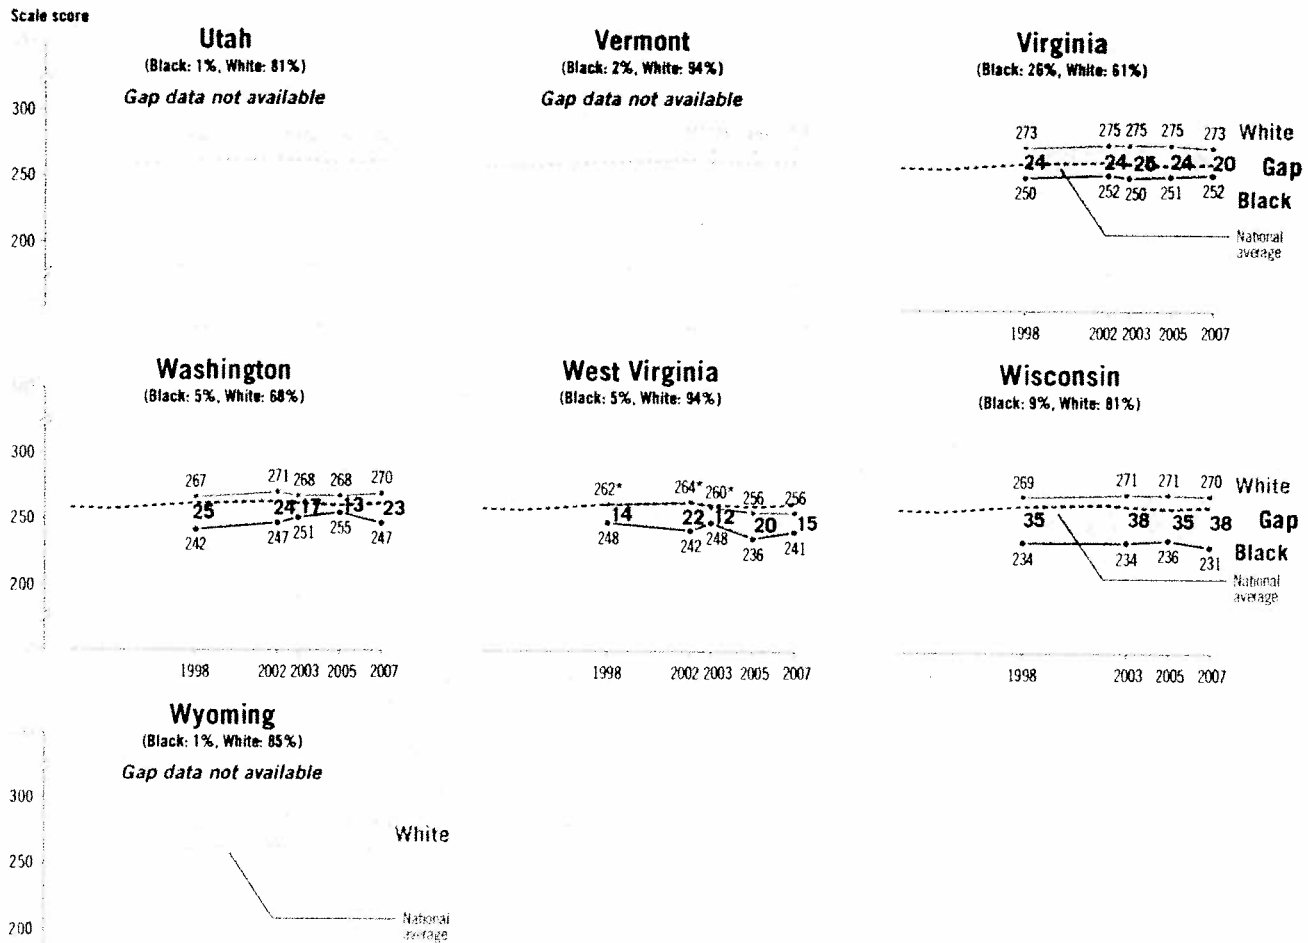 Scale score
Utah
(Black: 1%, White: 81%)
Gap data not available
Vermont
(Black: 2%, White: 94%)
Gap data not available
Virginia
(Black: 26%, White: 61%)
300
250
200
273 275 275 275 273 White
24 24 24 20 Gap
250 252 250 251 252 Black
National
average
1998 2002 2003 2005 2007
Washington
(Black: 5%, White: 68%)
West Virginia
(Black: 5%, White: 94%)
Wisconsin
(Black: 9%, White: 81%)
300
250
200
267 271 268 268 270
25 24 17 13 23
242 247 251 255 247
1998 2002 2003 2005 2007
262* 264* 260* 256 256
14 22 12 20 15
248 242 248 236 241
1998 2002 2003 2005 2007
269 271 271 270 White
35 38 35 38 Gap
234 234 236 231 Black
National
average
1998 2003 2005 2007
Wyoming
(Black: 1%, White: 85%)
Gap data not available
300
250
200
White
National
average